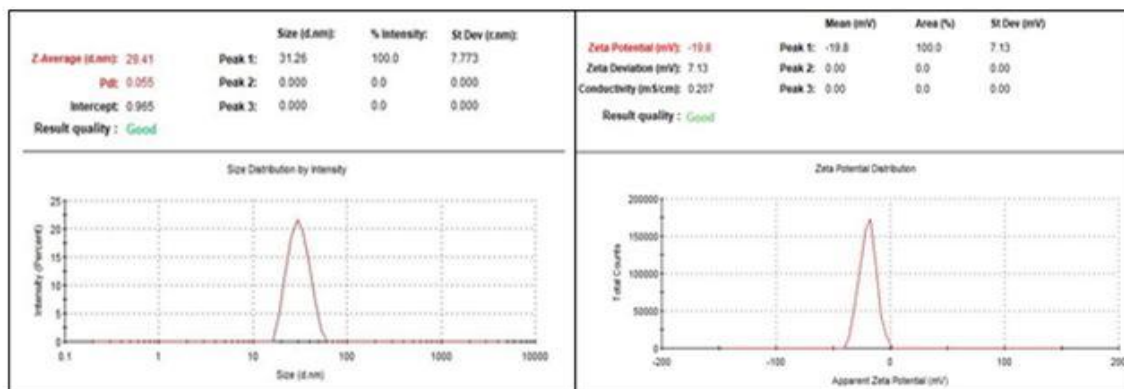 Size (d.nm): % Intensity: St Dev (r.nm):
Z-Average (d.nm): 29.41 Peak 1: 31.26 100.0 7.773
PdI: 0.055 Peak 2: 0.000 0.0 0.000
Intercept: 0.965 Peak 3: 0.000 0.0 0.000
Result quality : Good
Size Distribution by Intensity
Intensity (Percent)
25
20
15
10
5
0
0.1 1 10 100 1000 10000
Size (d.nm)
Mean (mV) Area (%) St Dev (mV)
Zeta Potential (mV): -19.8 Peak 1: -19.8 100.0 7.13
Zeta Deviation (mV): 7.13 Peak 2: 0.00 0.0 0.00
Conductivity (mS/cm): 0.207 Peak 3: 0.00 0.0 0.00
Result quality : Good
Zeta Potential Distribution
Total Counts
200000
150000
100000
50000
0
-200 -100 0 100 200
Apparent Zeta Potential (mV)